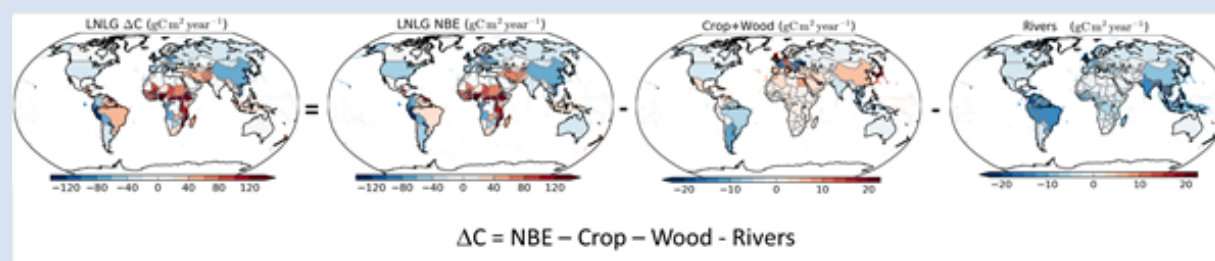 LNLG ΔC (gC m² year⁻¹)
LNLG NBE (gC m² year⁻¹)
Crop+Wood (gC m² year⁻¹)
Rivers (gC m² year⁻¹)
= - -
−120 −80 −40 0 40 80 120
−120 −80 −40 0 40 80 120
−20 −10 0 10 20
−20 −10 0 10 20
ΔC = NBE – Crop – Wood - Rivers